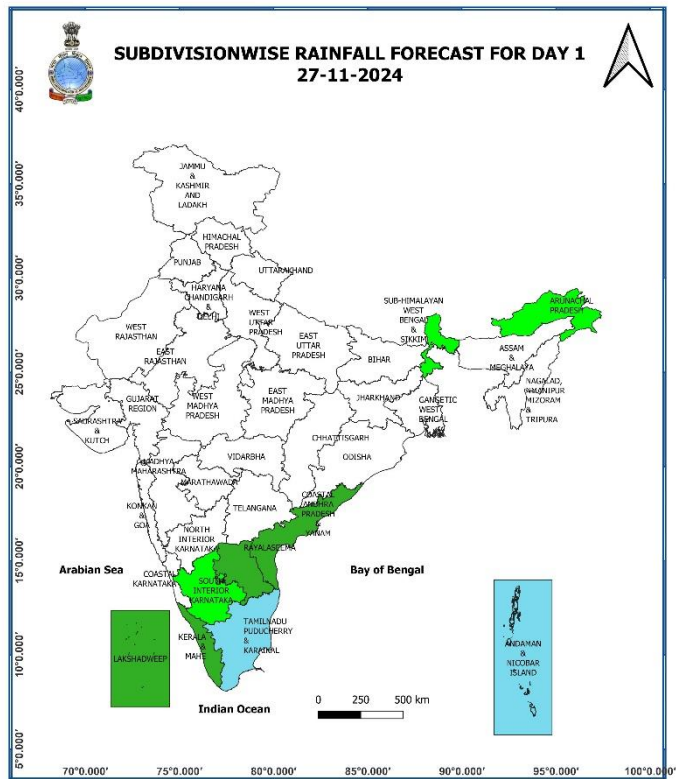 SUBDIVISIONWISE RAINFALL FORECAST FOR DAY 1
27-11-2024
40°0.000'
35°0.000'
30°0.000'
25°0.000'
20°0.000'
15°0.000'
10°0.000'
5°0.000'
JAMMU
&
KASHMIR
AND
LADAKH
HIMACHAL
PRADESH
PUNJAB
UTTARAKHAND
HARYANA
CHANDIGARH
&
DELHI
WEST
RAJASTHAN
EAST
RAJASTHAN
WEST
UTTAR
PRADESH
EAST
UTTAR
PRADESH
SUB-HIMALAYAN
WEST
BENGAL
&
SIKKIM
ARUNACHAL
PRADESH
ASSAM
&
MEGHALAYA
NAGALAD,
MANIPUR
MIZORAM
&
TRIPURA
BIHAR
JHARKHAND
GANGETIC
WEST
BENGAL
GUJARAT
REGION
SAURASHTRA
&
KUTCH
WEST
MADHYA
PRADESH
EAST
MADHYA
PRADESH
CHHATTISGARH
ODISHA
VIDARBHA
MADHYA
MAHARASHTRA
MARATHAWADA
KONKAN
&
GOA
TELANGANA
COASTAL
ANDHRA
PRADESH
&
YANAM
NORTH
INTERIOR
KARNATAKA
RAYALASEEMA
COASTAL
KARNATAKA
SOUTH
INTERIOR
KARNATAKA
Arabian Sea
Bay of Bengal
LAKSHADWEEP
KERALA
&
MAHE
TAMILNADU
PUDUCHERRY
&
KARAIKAL
ANDAMAN
&
NICOBAR
ISLAND
Indian Ocean
0 250 500 km
70°0.000' 75°0.000' 80°0.000' 85°0.000' 90°0.000' 95°0.000' 100°0.000'